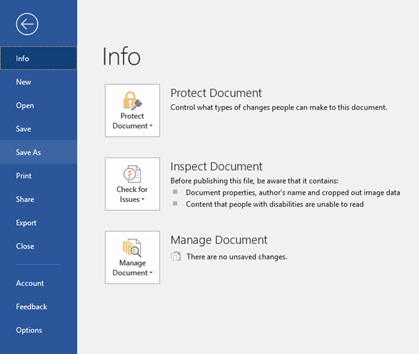 Info
New
Open
Save
Save As
Print
Share
Export
Close
Account
Feedback
Options
Info
Protect
Document
Protect Document
Control what types of changes people can make to this document.
Check for
Issues
Inspect Document
Before publishing this file, be aware that it contains:
Document properties, author's name and cropped out image data
Content that people with disabilities are unable to read
Manage
Document
Manage Document
There are no unsaved changes.